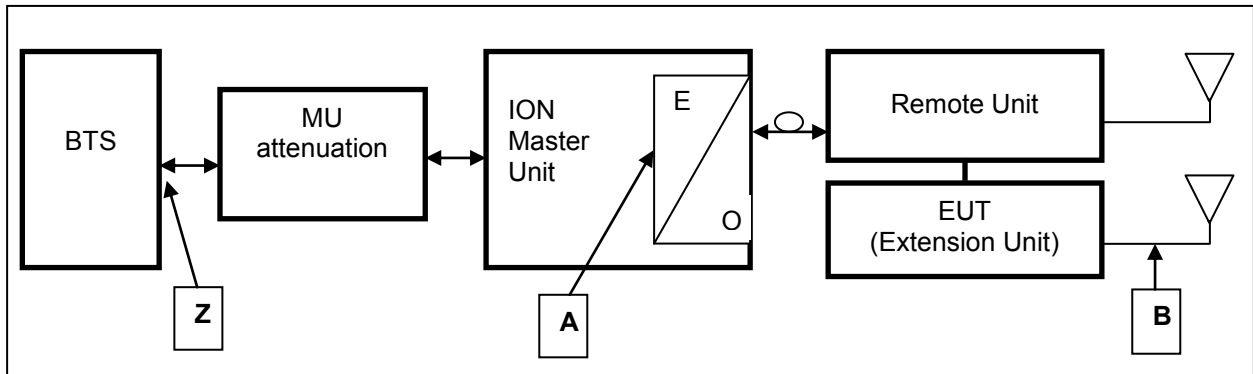 BTS
MU
attenuation
ION
Master
Unit
E
O
Remote Unit
EUT
(Extension Unit)
Z
A
B